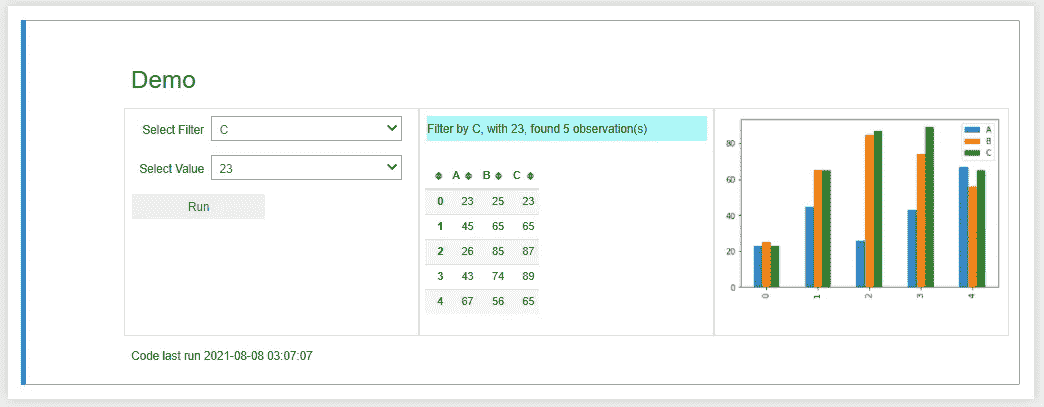 Demo
Select Filter C
Select Value 23
Run
Filter by C, with 23, found 5 observation(s)
A B C
0 23 25 23
1 45 65 65
2 26 85 87
3 43 74 89
4 67 56 65
A
B
C
80
60
40
20
0
0 1 2 3 4
Code last run 2021-08-08 03:07:07